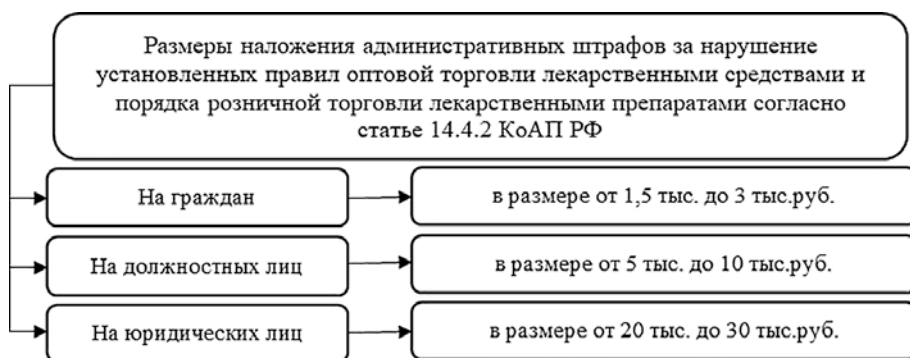 Размеры наложения административных штрафов за нарушение
установленных правил оптовой торговли лекарственными средствами и
порядка розничной торговли лекарственными препаратами согласно
статье 14.4.2 КоАП РФ
На граждан
в размере от 1,5 тыс. до 3 тыс.руб.
На должностных лиц
в размере от 5 тыс. до 10 тыс.руб.
На юридических лиц
в размере от 20 тыс. до 30 тыс.руб.